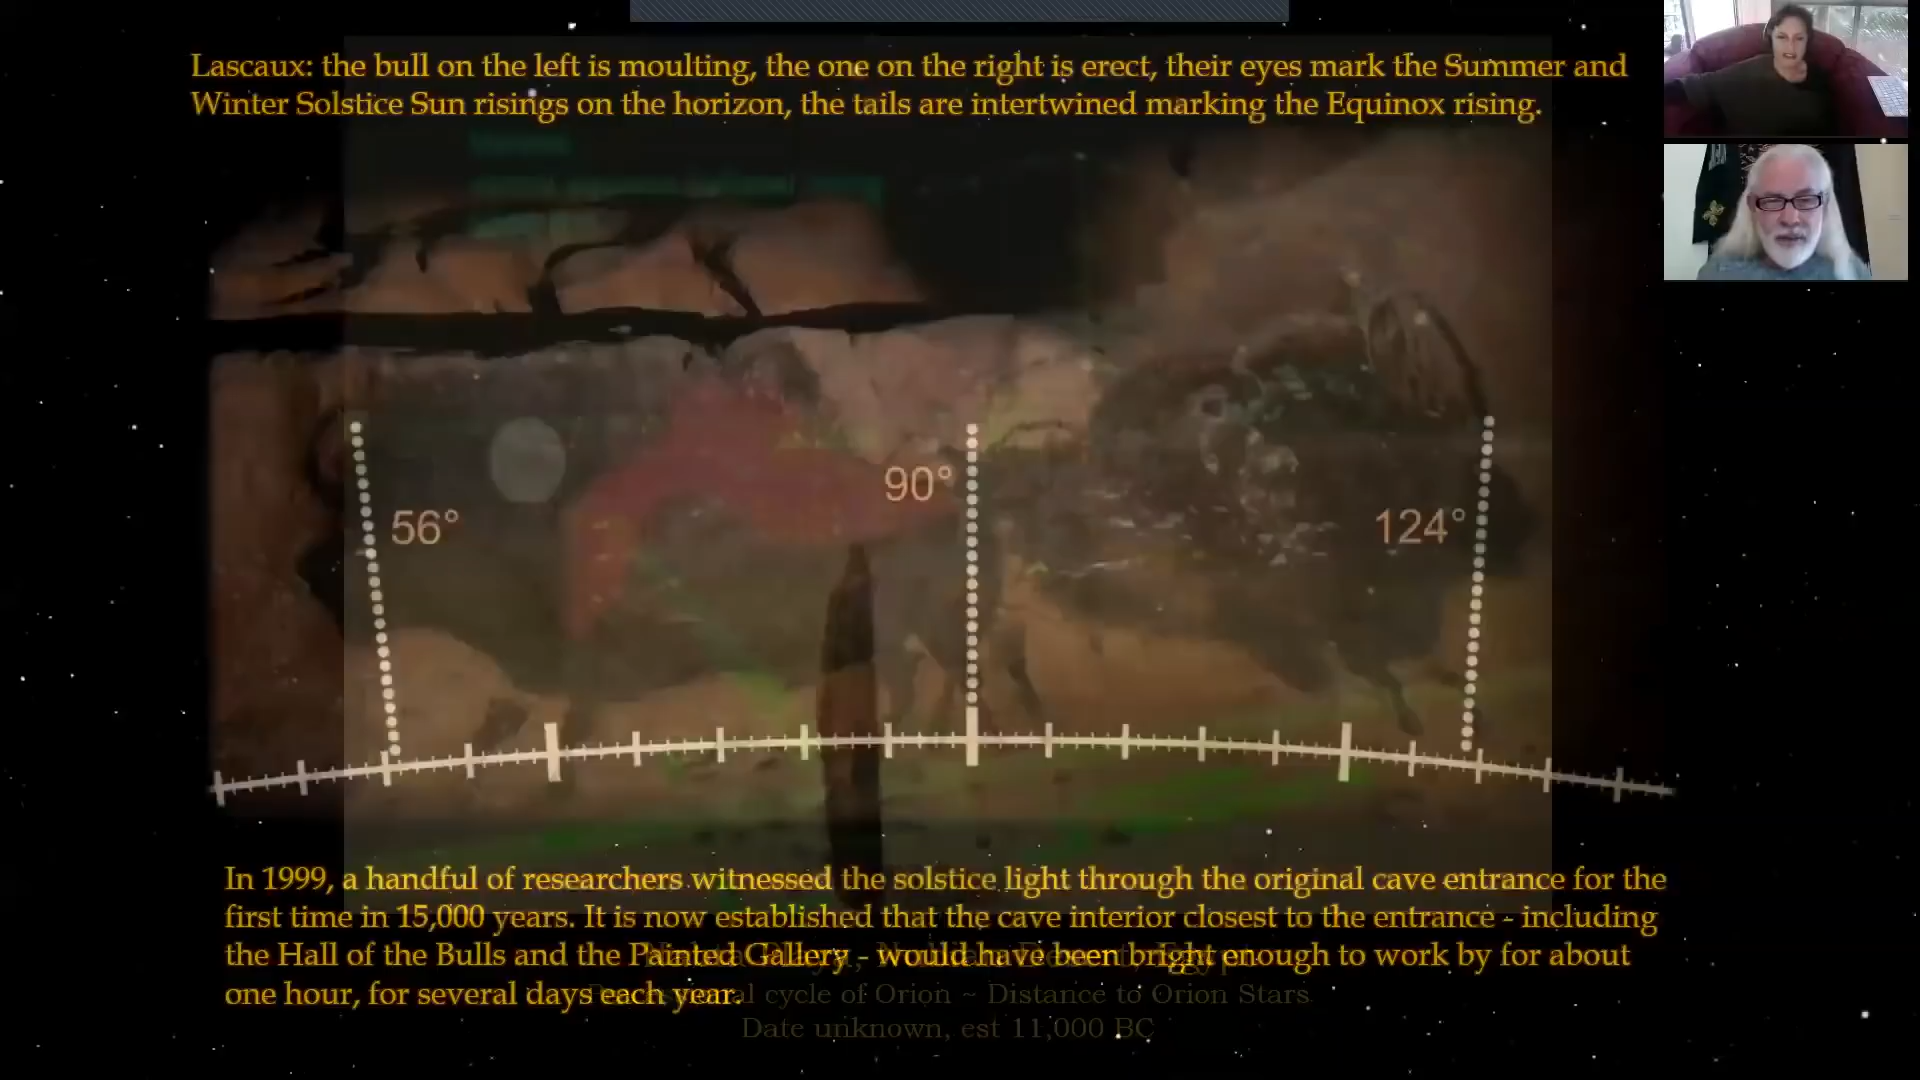 Lascaux: the bull on the left is moulting, the one on the right is erect, their eyes mark the Summer and
Winter Solstice Sun risings on the horizon, the tails are intertwined marking the Equinox rising.
90°
56°
124°
In 1999, a handful of researchers witnessed the solstice light through the original cave entrance for the
first time in 15,000 years. It is now established that the cave interior closest to the entrance - including
the Hall of the Bulls and the Painted Gallery - would have been bright enough to work by for about
one hour, for several days each year.
cycle of Orion ~ Distance to Orion Stars
Date unknown, est 11,000 BC